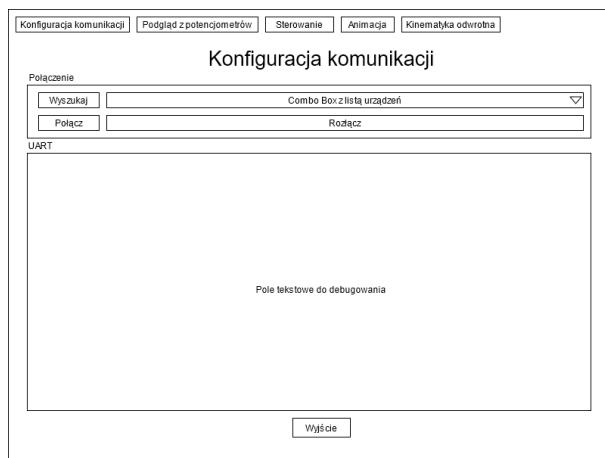 Konfiguracja komunikacji Podgląd z potencjometrów Sterowanie Animacja Kinematyka odwrotna
Konfiguracja komunikacji
Połączenie
Wyszukaj Combo Box z listą urządzeń
Połącz Rozłącz
UART
Pole tekstowe do debugowania
Wyjście